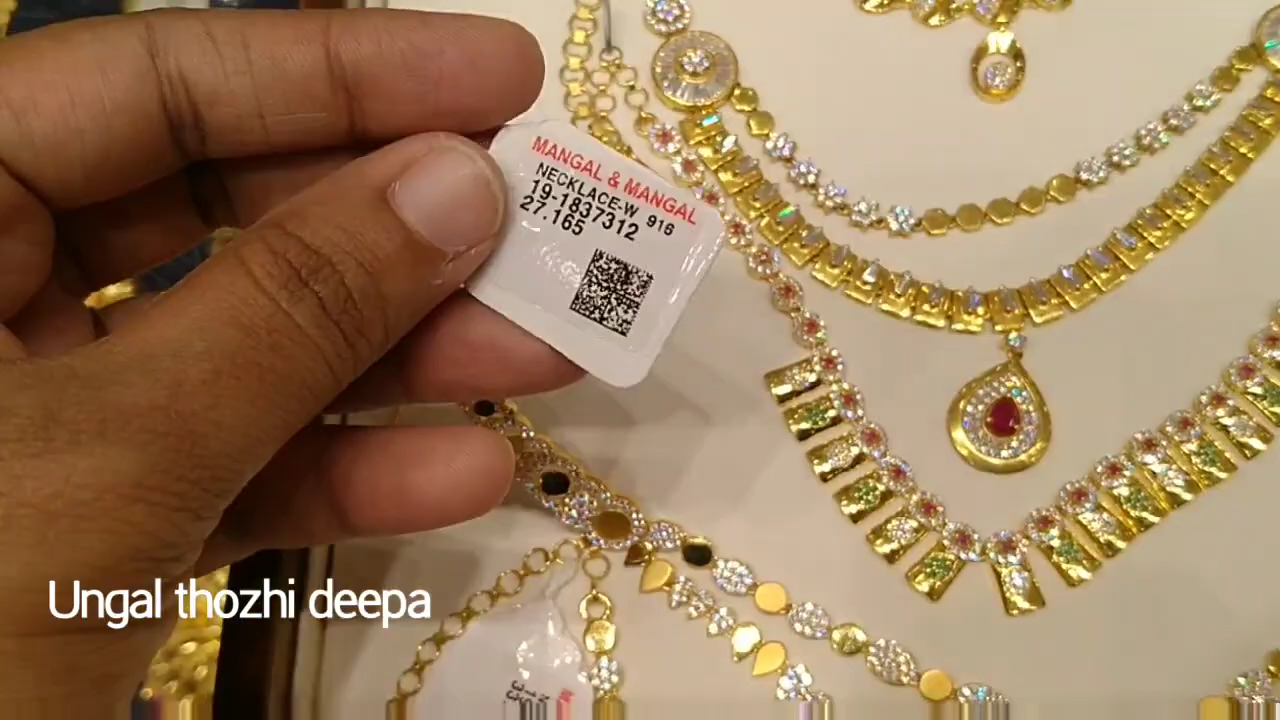 MANGAL & MANGAL
NECKLACE-W 916
19-1837312
27.165
Ungal thozhi deepa